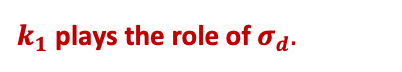 k₁ plays the role of σ_d.